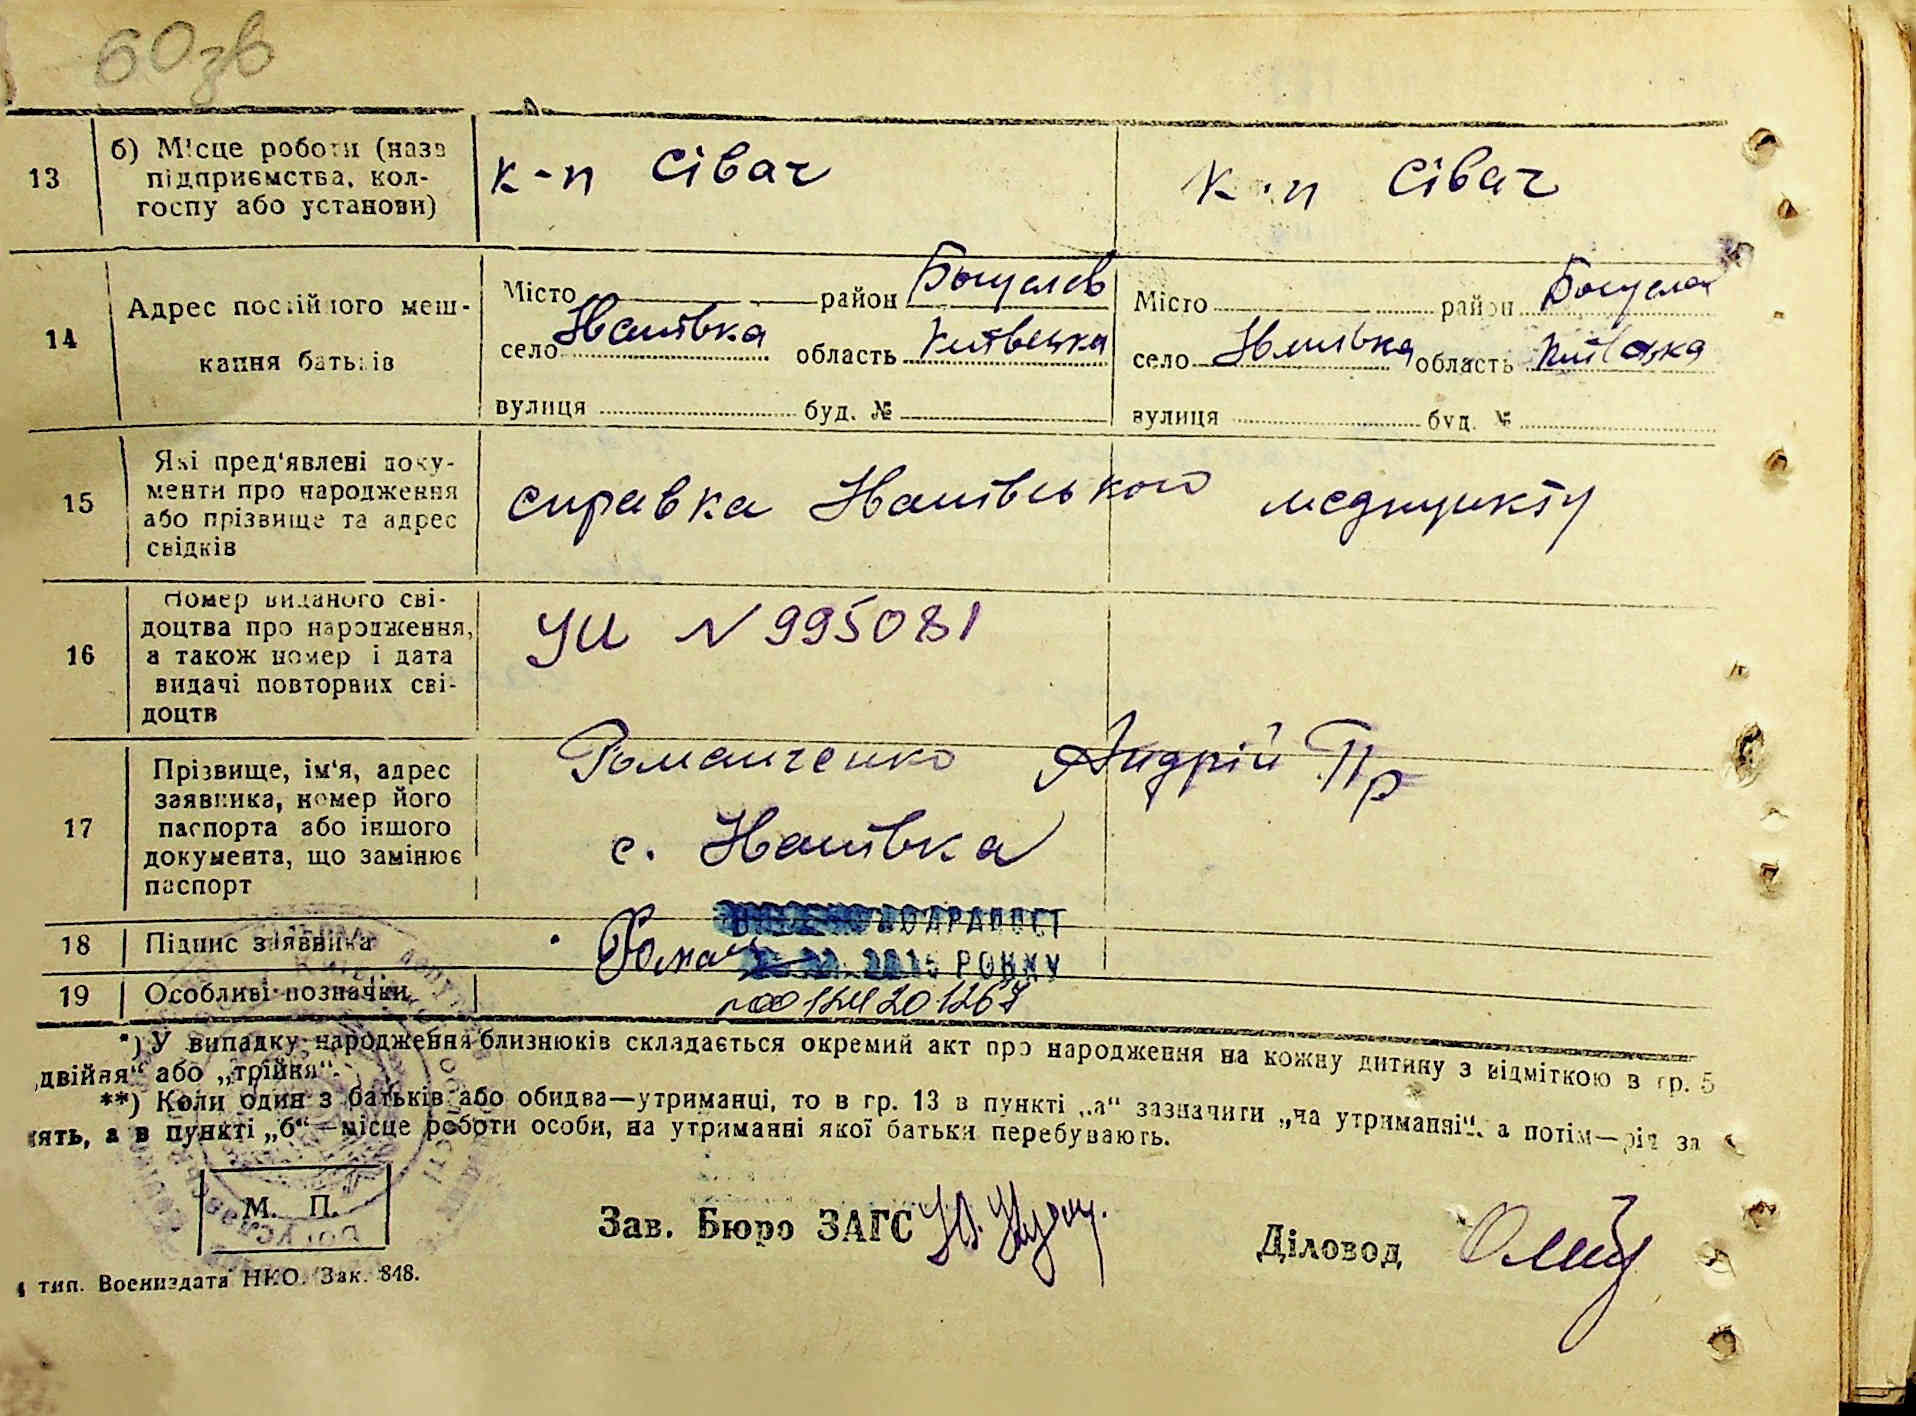 60зв
13 б) Місце роботи (назв к-п Сівач к-п Сівач
підприємства, кол-
госпу або установи)
14 Адрес постійного меш-
кання батьків
Місто район Богуслав Місто район Богуслав
село область Київська село область Київська
вулиця буд. № вулиця буд. №
15 Які пред'явлені доку-
менти про народження
або прізвище та адрес
свідків
справка медпункту
16 Номер виданого сві-
доцтва про народження,
а також номер і дата
видачі повторних сві-
доцтв
УЦ N 995081
17 Прізвище, ім'я, адрес
заявника, номер його
паспорта або іншого
документа, що замінює
паспорт
Романченко Андрій Пр
с.
18 Підпис заявника Роман
РОКУ
19 Особливі позначки
*) У випадку народження близнюків складається окремий акт про народження на кожну дитину з відміткою в гр. 5
„двійня“ або „трійня“.
**) Коли один з батьків або обидва—утриманці, то в гр. 13 в пункті „а“ зазначити „на утриманні“, а потім—рід за
ять, а в пункті „б“—місце роботи особи, на утриманні якої батьки перебувають.
М. П.
Зав. Бюро ЗАГС
Діловод
тип. Воениздата НКО. Зак. 848.